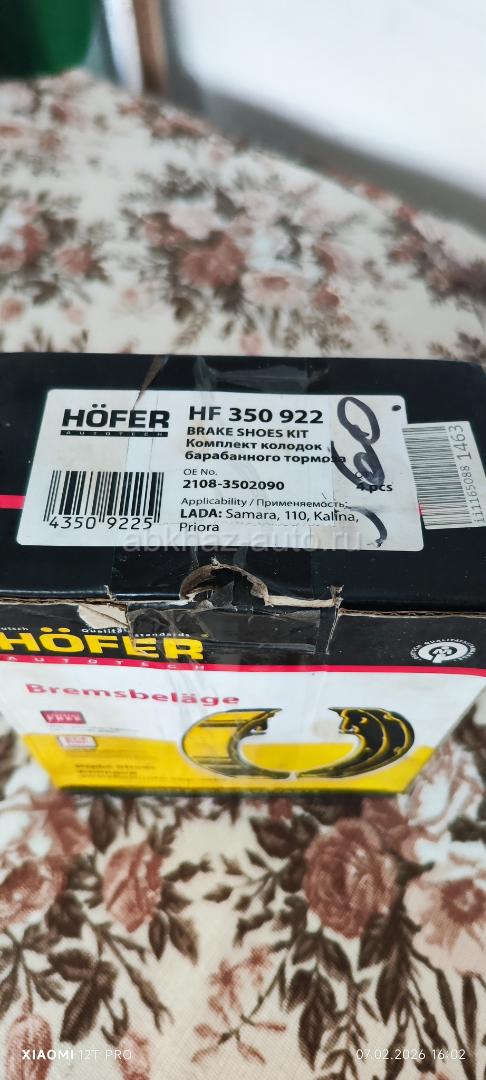 HÖFER
AUTOTECH
HF 350 922
BRAKE SHOES KIT
Комплект колодок
барабанного тормоза
OE No.
2108-3502090
4 pcs
Applicability / Применяемость:
LADA: Samara, 110, Kalina,
Priora
4350 9225
1463
abkhaz-auto.ru
Qualitätsstandards
HÖFER
AUTOTECH
Bremsbeläge
XIAOMI 12T PRO
07.02.2026 16:02